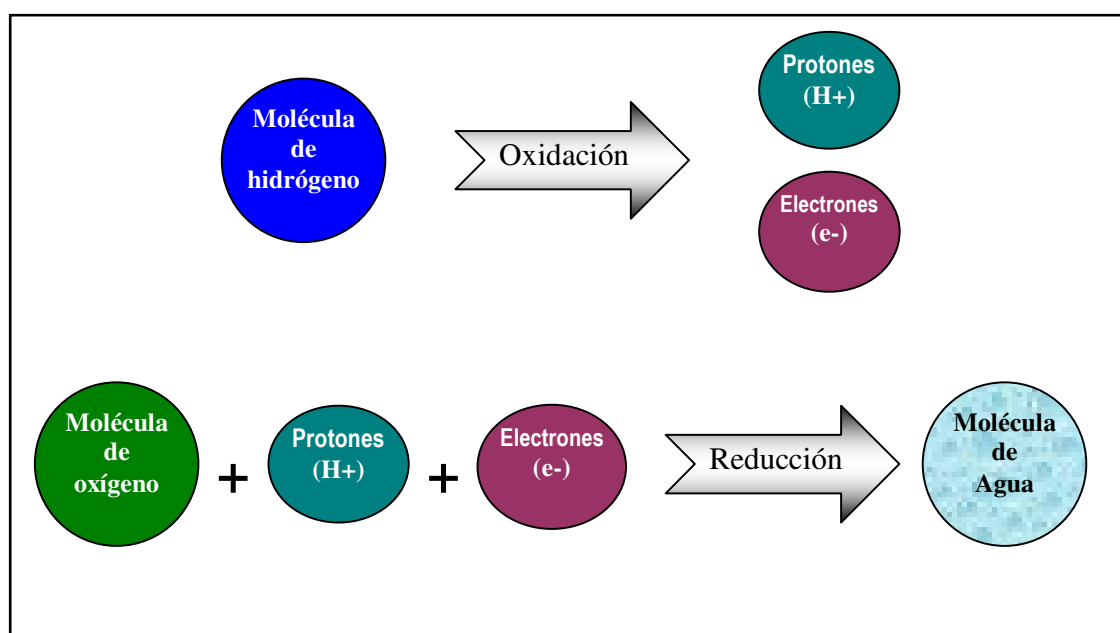 Molécula
de
hidrógeno
Oxidación
Protones
(H+)
Electrones
(e-)
Molécula
de
oxígeno
+
Protones
(H+)
+
Electrones
(e-)
Reducción
Molécula
de
Agua